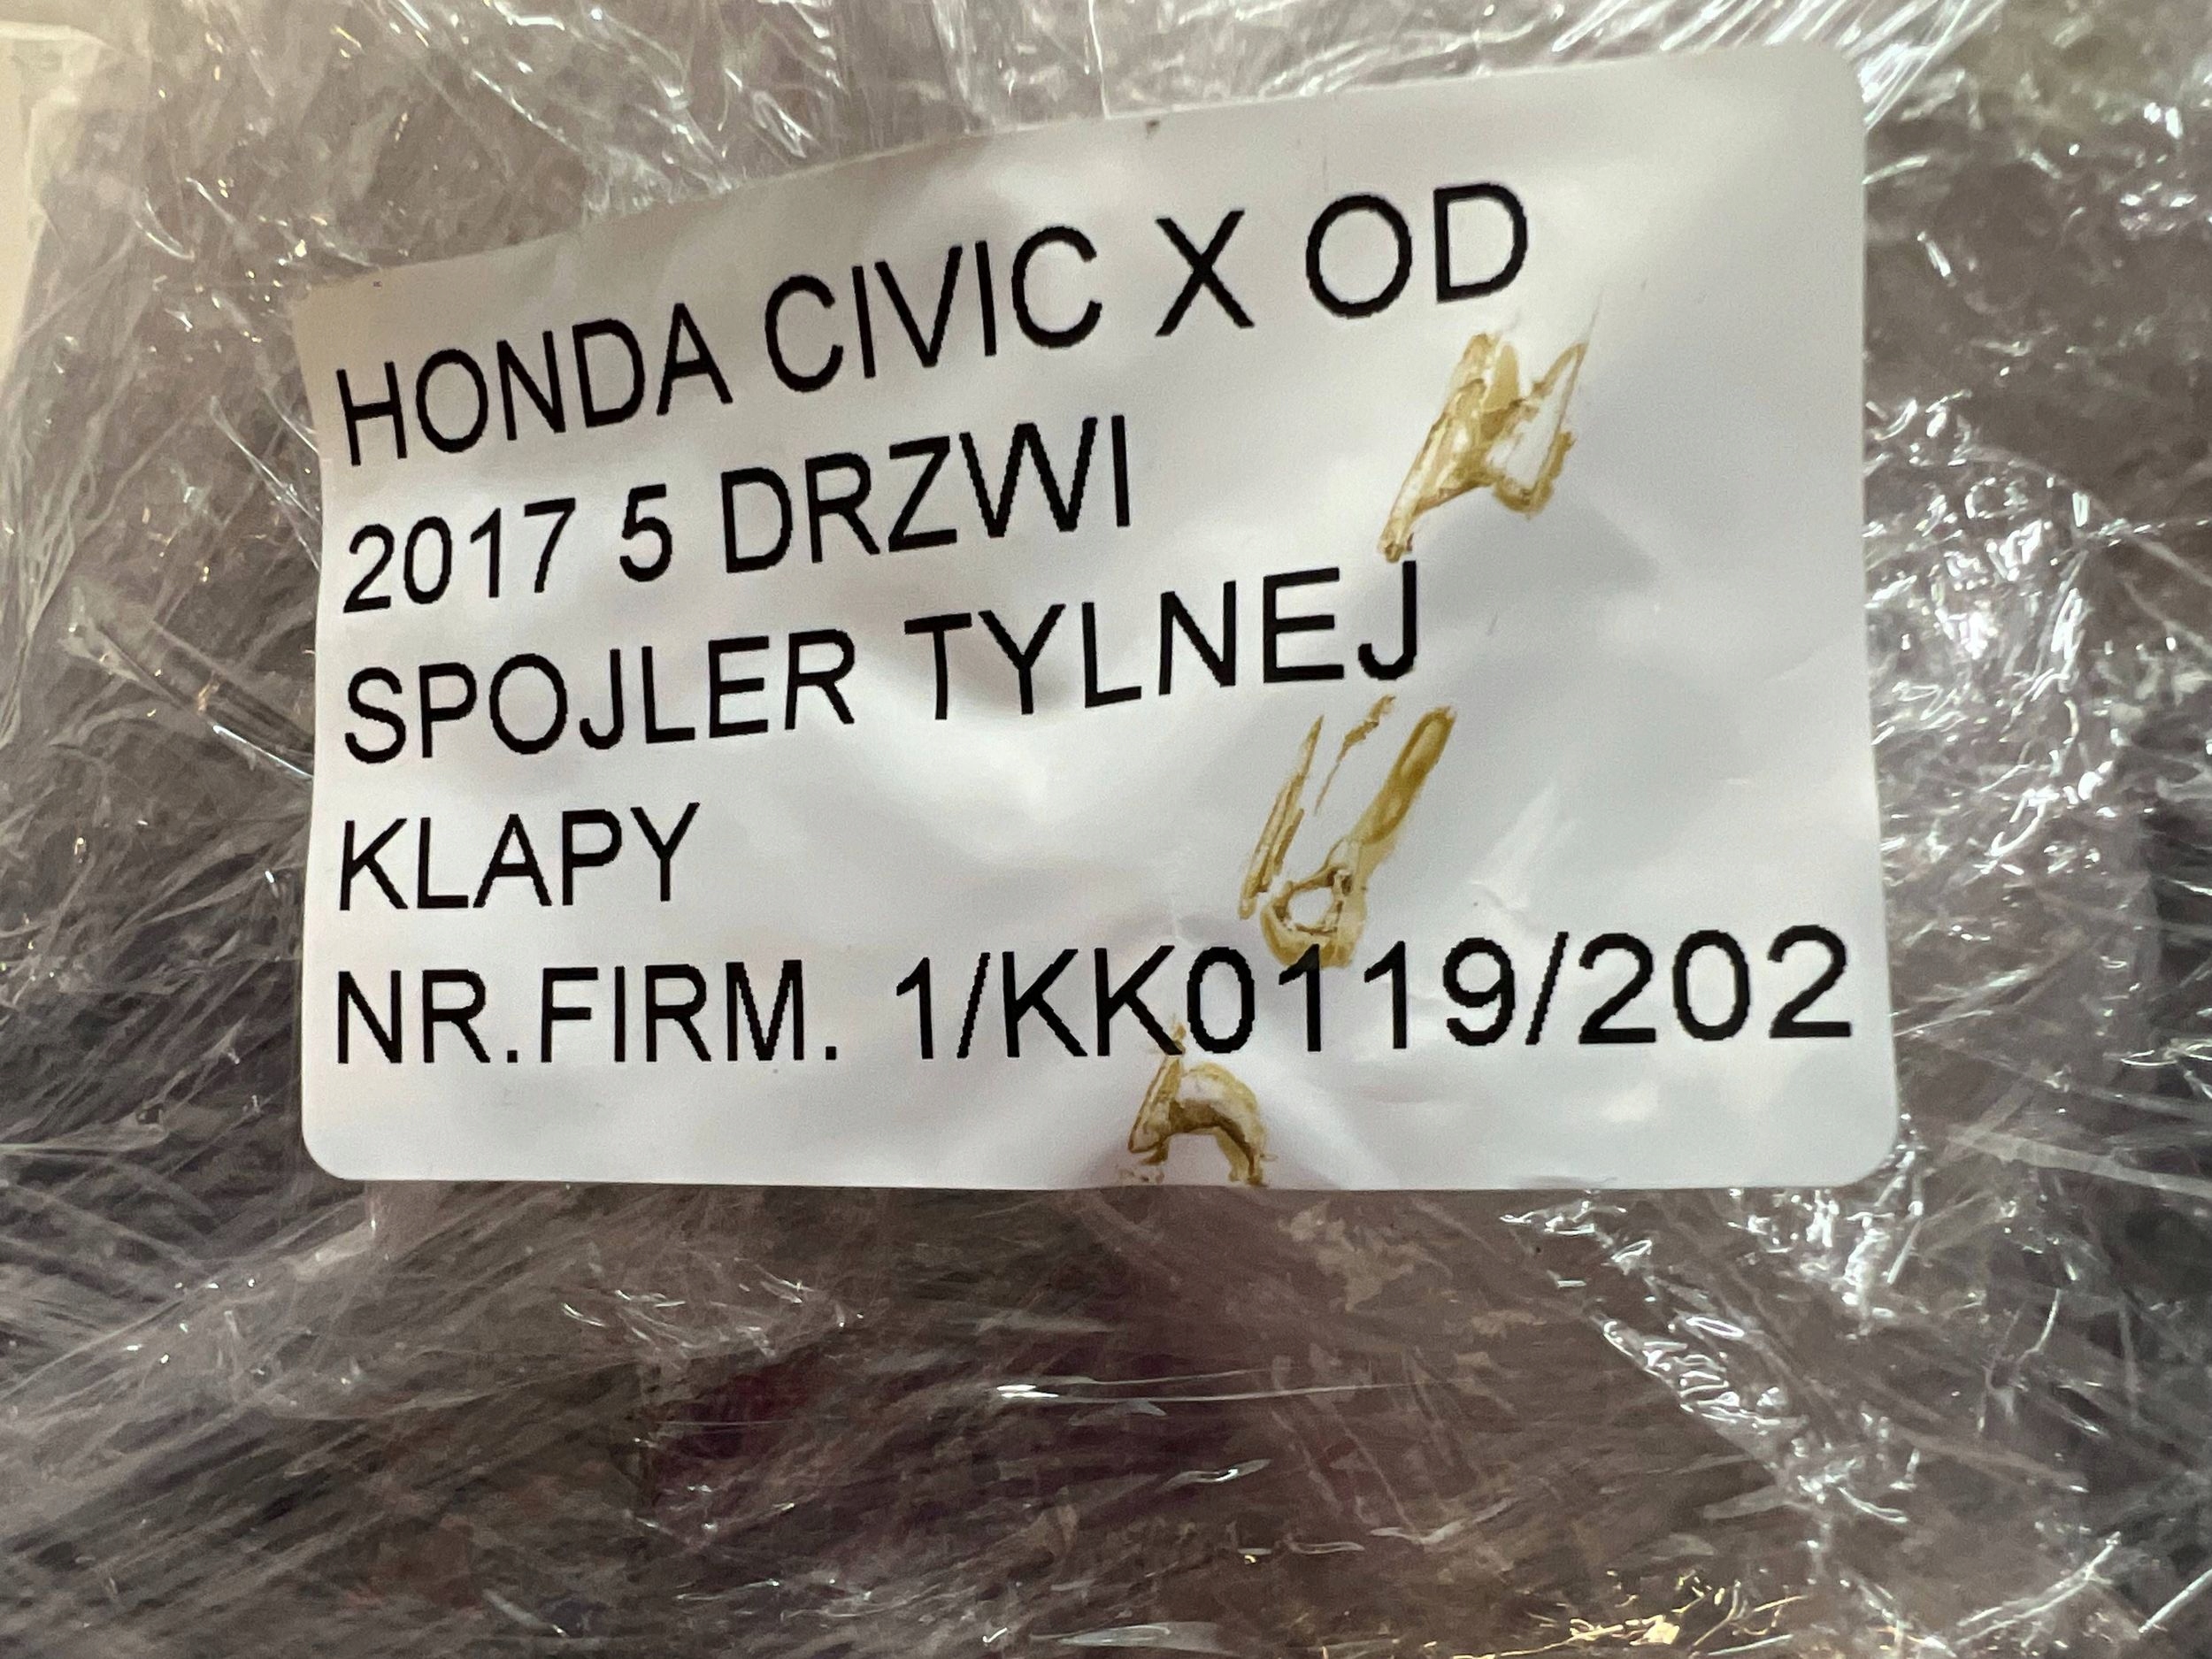 HONDA CIVIC X OD
2017 5 DRZWI
SPOJLER TYLNEJ
KLAPY
NR.FIRM. 1/KK0119/202